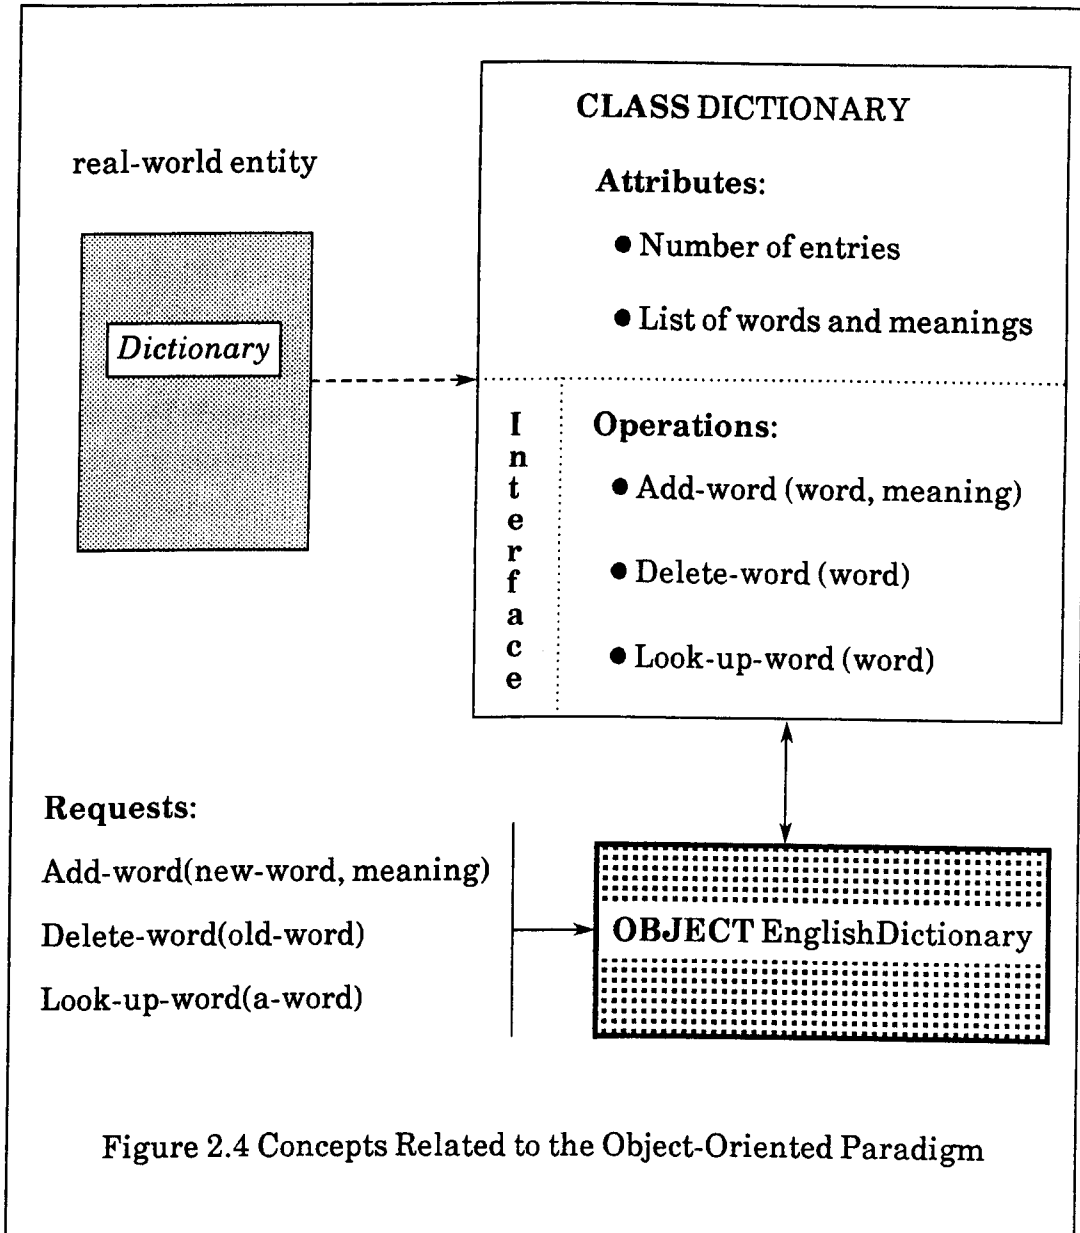 CLASS DICTIONARY
real-world entity
Attributes:
● Number of entries
● List of words and meanings
Dictionary
Interface
Operations:
● Add-word (word, meaning)
● Delete-word (word)
● Look-up-word (word)
Requests:
Add-word(new-word, meaning)
Delete-word(old-word)
Look-up-word(a-word)
OBJECT EnglishDictionary
Figure 2.4 Concepts Related to the Object-Oriented Paradigm